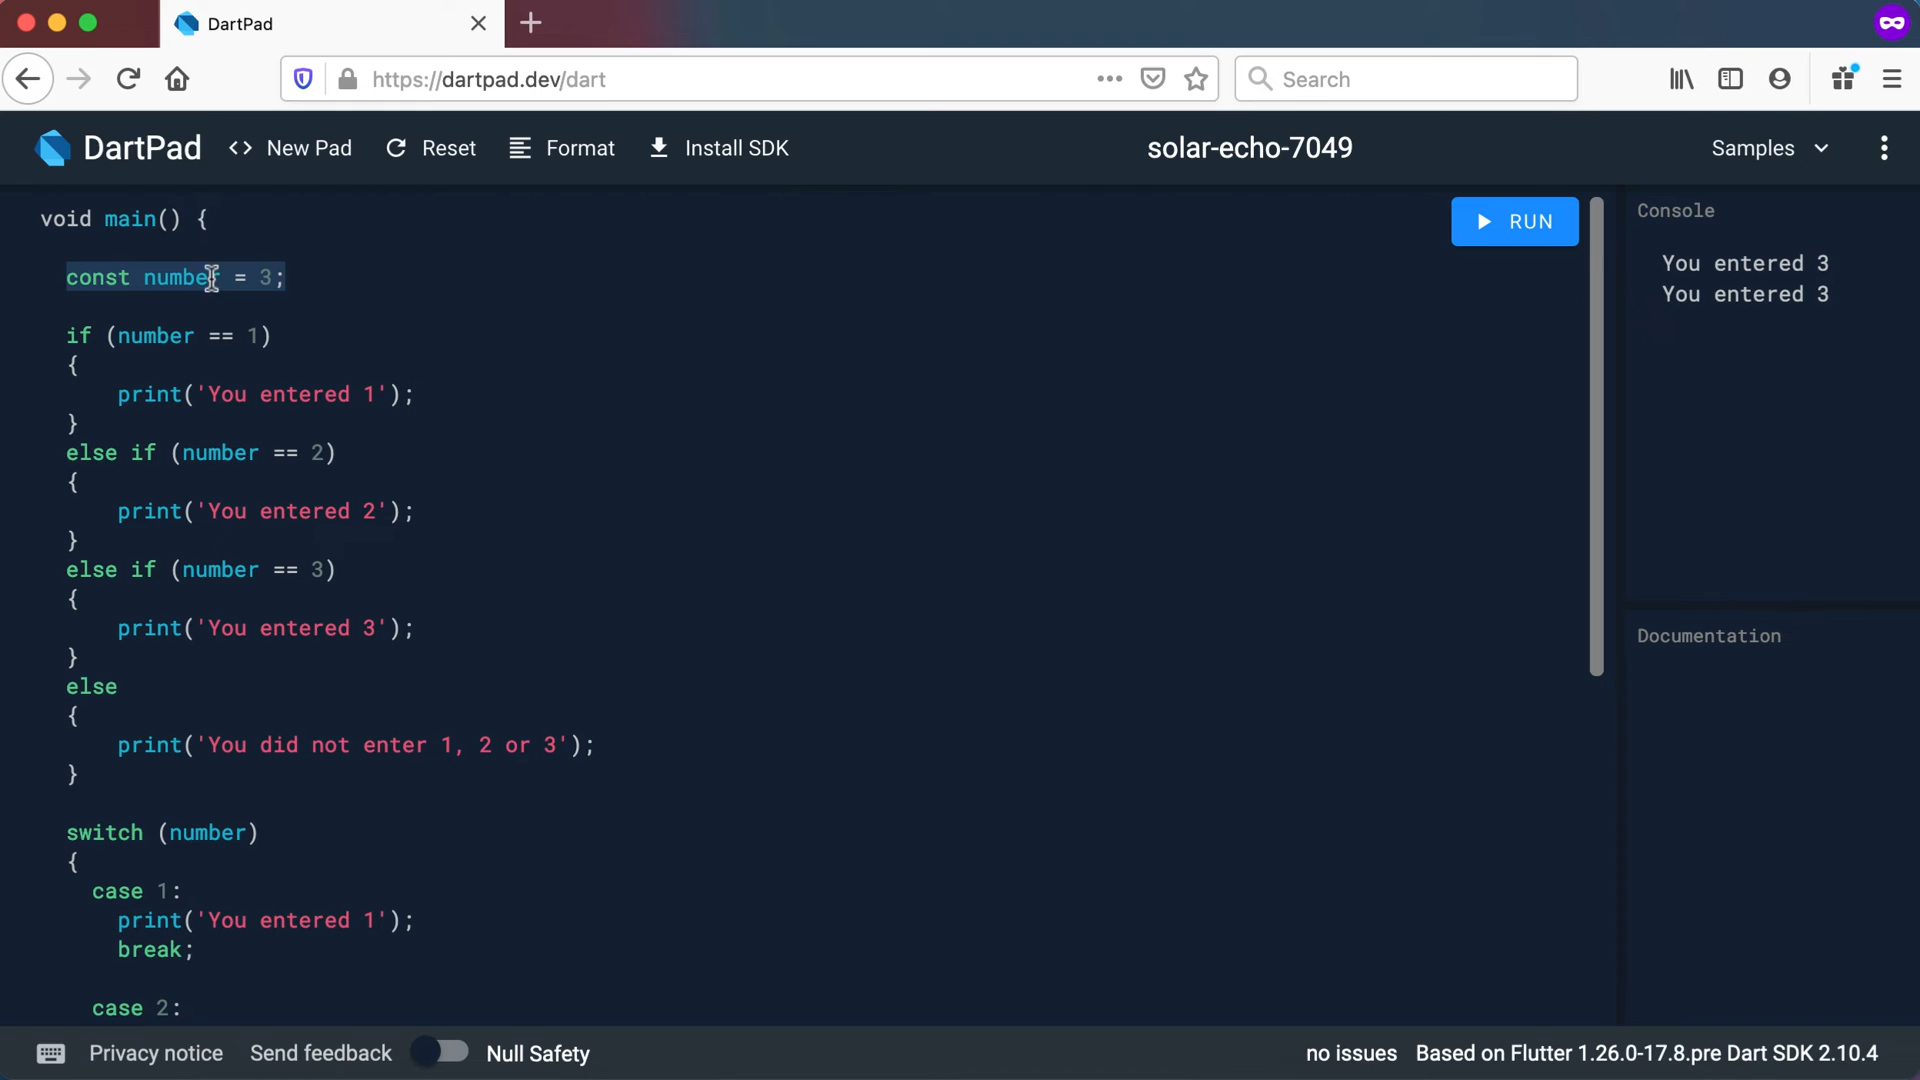 DartPad
https://dartpad.dev/dart
Search
DartPad
New Pad
Reset
Format
Install SDK
solar-echo-7049
Samples
void main() {
const number = 3;
if (number == 1)
{
print('You entered 1');
}
else if (number == 2)
{
print('You entered 2');
}
else if (number == 3)
{
print('You entered 3');
}
else
{
print('You did not enter 1, 2 or 3');
}
switch (number)
{
case 1:
print('You entered 1');
break;
case 2:
RUN
Console
You entered 3
You entered 3
Documentation
Privacy notice
Send feedback
Null Safety
no issues
Based on Flutter 1.26.0-17.8.pre Dart SDK 2.10.4